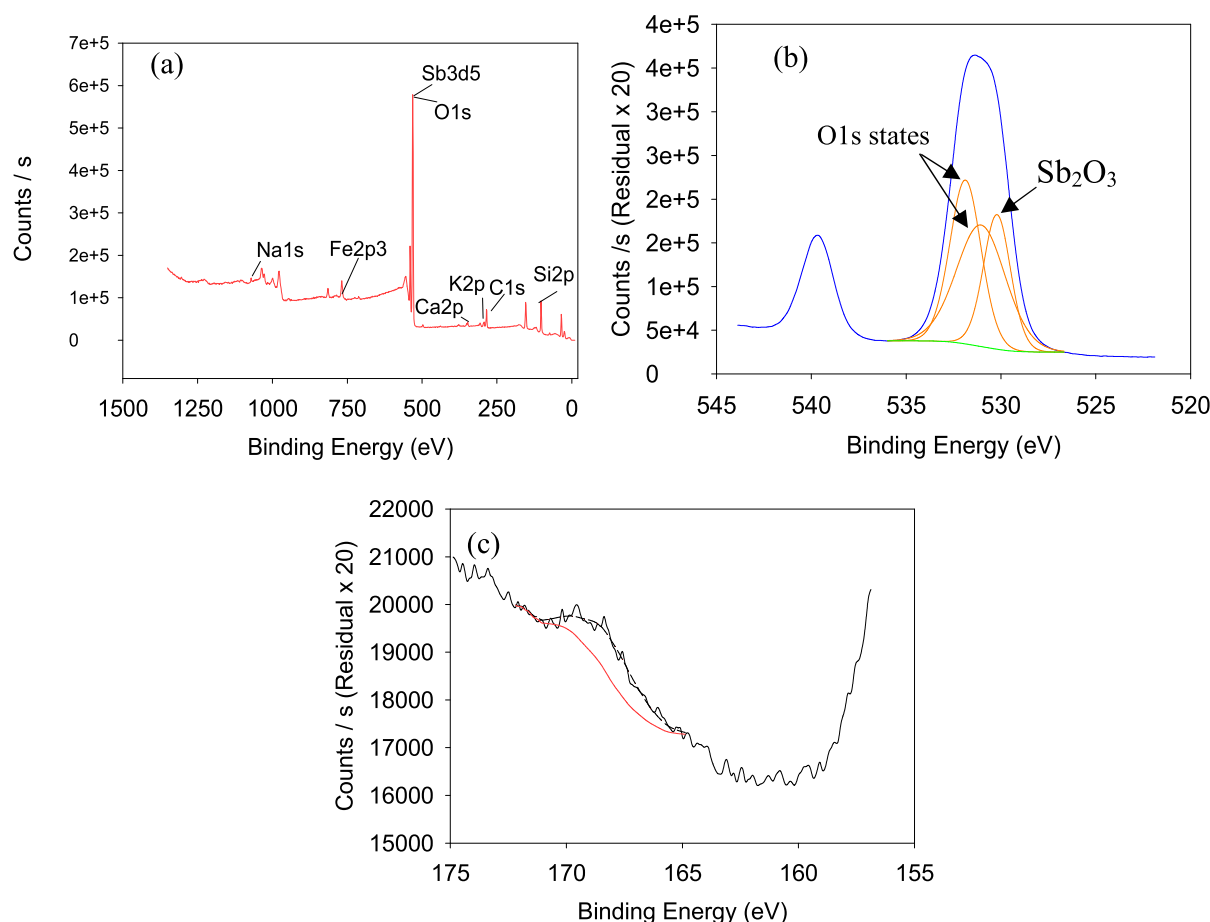 (a)
7e+5
6e+5
5e+5
4e+5
3e+5
2e+5
1e+5
0
Counts / s
Sb3d5
O1s
Na1s
Fe2p3
Ca2p
K2p
C1s
Si2p
1500 1250 1000 750 500 250 0
Binding Energy (eV)
(b)
4e+5
4e+5
3e+5
3e+5
2e+5
2e+5
1e+5
5e+4
0
Counts /s (Residual x 20)
O1s states
Sb₂O₃
545 540 535 530 525 520
Binding Energy (eV)
(c)
22000
21000
20000
19000
18000
17000
16000
15000
Counts / s (Residual x 20)
175 170 165 160 155
Binding Energy (eV)